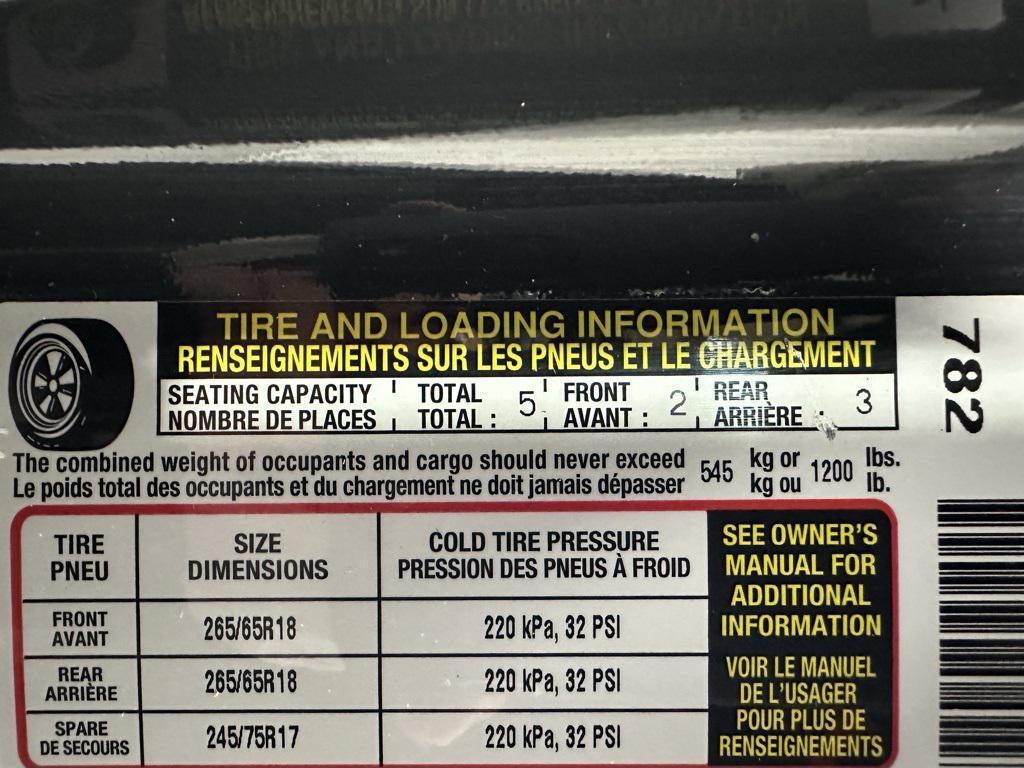 TIRE AND LOADING INFORMATION
RENSEIGNEMENTS SUR LES PNEUS ET LE CHARGEMENT
SEATING CAPACITY TOTAL 5 FRONT 2 REAR 3
NOMBRE DE PLACES TOTAL : AVANT : ARRIÈRE :
The combined weight of occupants and cargo should never exceed 545 kg or 1200 lbs.
Le poids total des occupants et du chargement ne doit jamais dépasser kg ou lb.
TIRE SIZE COLD TIRE PRESSURE
PNEU DIMENSIONS PRESSION DES PNEUS À FROID
FRONT
AVANT 265/65R18 220 kPa, 32 PSI
REAR
ARRIÈRE 265/65R18 220 kPa, 32 PSI
SPARE
DE SECOURS 245/75R17 220 kPa, 32 PSI
SEE OWNER'S
MANUAL FOR
ADDITIONAL
INFORMATION
VOIR LE MANUEL
DE L'USAGER
POUR PLUS DE
RENSEIGNEMENTS
782